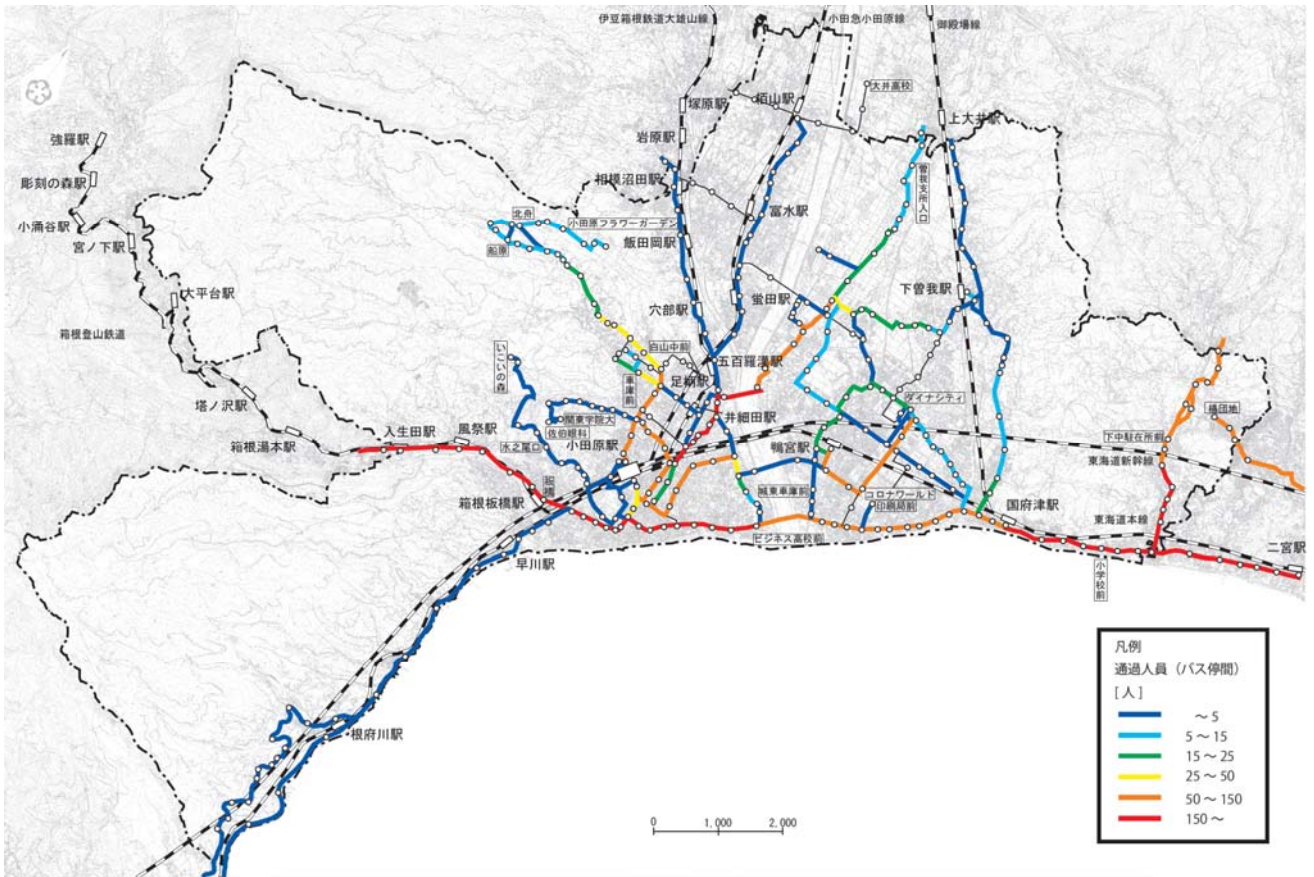 伊豆箱根鉄道大雄山線
小田急小田原線
御殿場線
大井高校
塚原駅
栢山駅
上大井駅
岩原駅
強羅駅
彫刻の森駅
相模沼田駅
曽我支所入口
小涌谷駅
宮ノ下駅
北舟
小田原フラワーガーデン
富水駅
船原
飯田岡駅
大平台駅
穴部駅
蛍田駅
下曽我駅
箱根登山鉄道
いこいの森
白山中前
五百羅漢駅
足柄駅
車庫前
ダイナシティ
橘団地
塔ノ沢駅
関東学院大
井細田駅
佐伯眼科
入生田駅
風祭駅
小田原駅
鴨宮駅
下中駐在所前
箱根湯本駅
水之尾口
東海道新幹線
板橋
箱根板橋駅
城東車庫前
コロナワールド
印刷局前
国府津駅
東海道本線
ビジネス高校前
早川駅
小学校前
二宮駅
根府川駅
凡例
通過人員（バス停間）
[人]
～5
5～15
15～25
25～50
50～150
150～
0 1,000 2,000